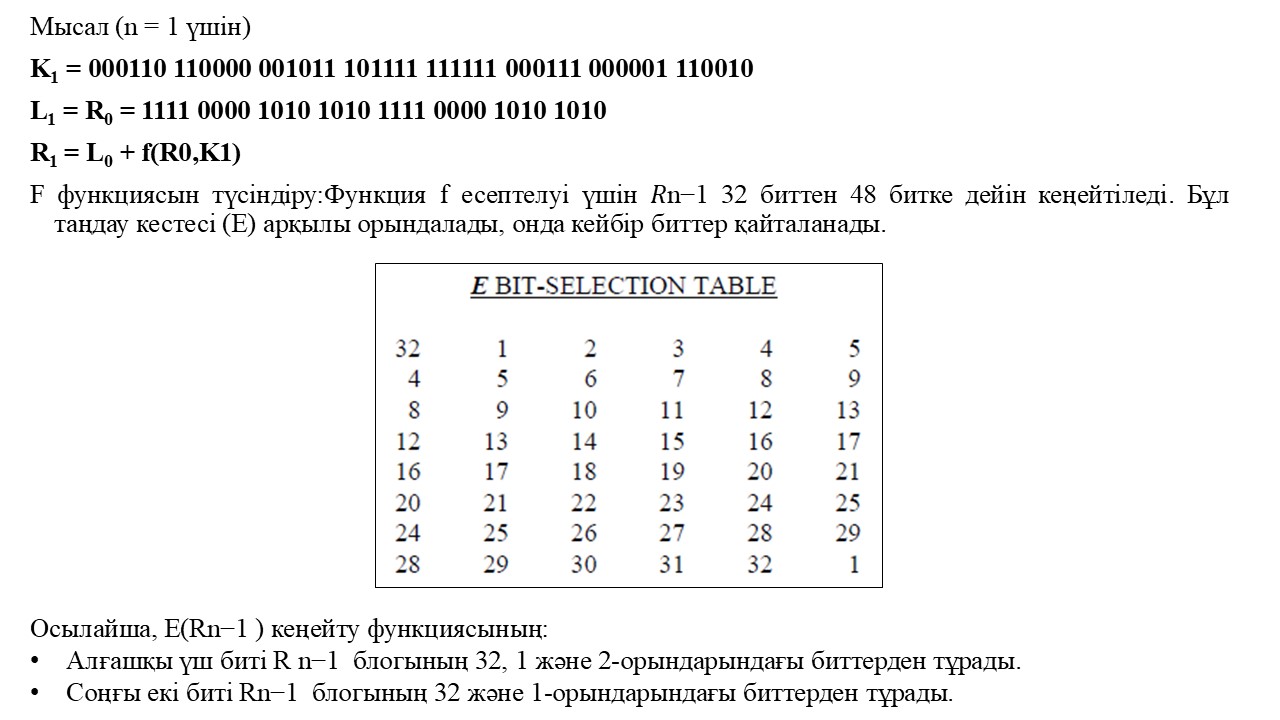 Мысал (n = 1 үшін)
K1 = 000110 110000 001011 101111 111111 000111 000001 110010
L1 = R0 = 1111 0000 1010 1010 1111 0000 1010 1010
R1 = L0 + f(R0,K1)
F функциясын түсіндіру:Функция f есептелуі үшін Rn−1 32 биттен 48 битке дейін кеңейтіледі. Бұл
таңдау кестесі (E) арқылы орындалады, онда кейбір биттер қайталанады.
E BIT-SELECTION TABLE
32 1 2 3 4 5
4 5 6 7 8 9
8 9 10 11 12 13
12 13 14 15 16 17
16 17 18 19 20 21
20 21 22 23 24 25
24 25 26 27 28 29
28 29 30 31 32 1
Осылайша, E(Rn−1 ) кеңейту функциясының:
• Алғашқы үш биті R n−1 блогының 32, 1 және 2-орындарындағы биттерден тұрады.
• Соңғы екі биті Rn−1 блогының 32 және 1-орындарындағы биттерден тұрады.